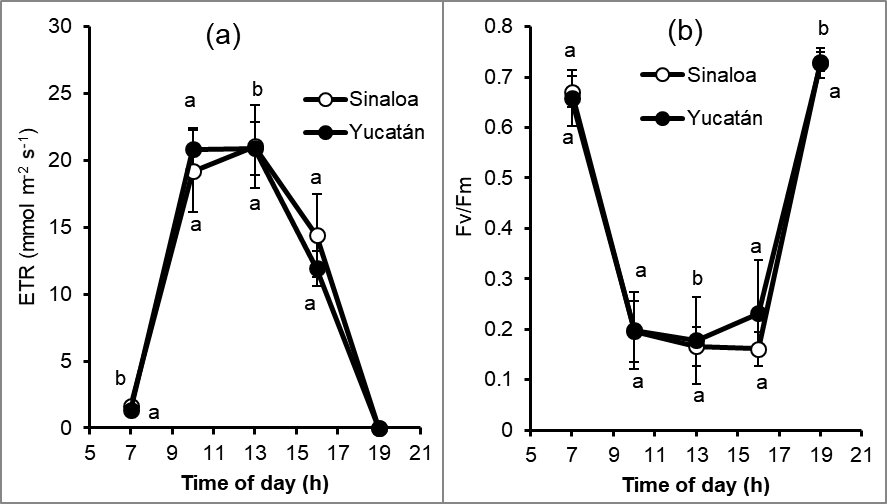 (a)
30
25
20
15
10
5
0
ETR (mmol m-2 s-1)
5 7 9 11 13 15 17 19 21
Time of day (h)
Sinaloa
Yucatán
b
a
a
a
b
a
a
a
(b)
0.8
0.7
0.6
0.5
0.4
0.3
0.2
0.1
0
Fv/Fm
5 7 9 11 13 15 17 19 21
Time of day (h)
Sinaloa
Yucatán
a
a
a
a
b
a
a
a
b
a